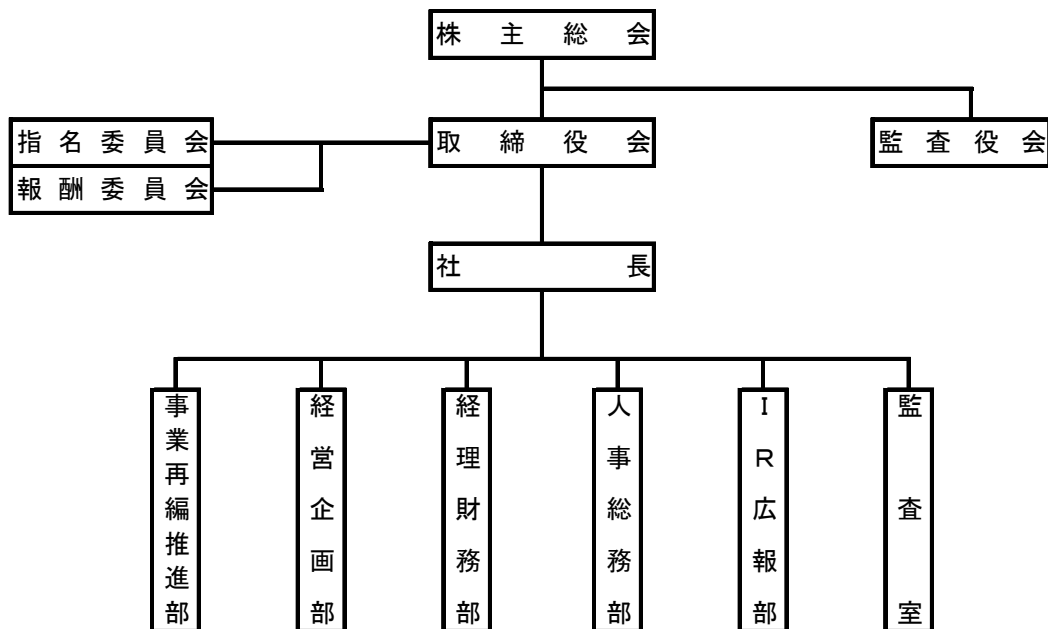 株主総会
指名委員会
取締役会
監査役会
報酬委員会
社長
事業再編推進部
経営企画部
経理財務部
人事総務部
IR広報部
監査室